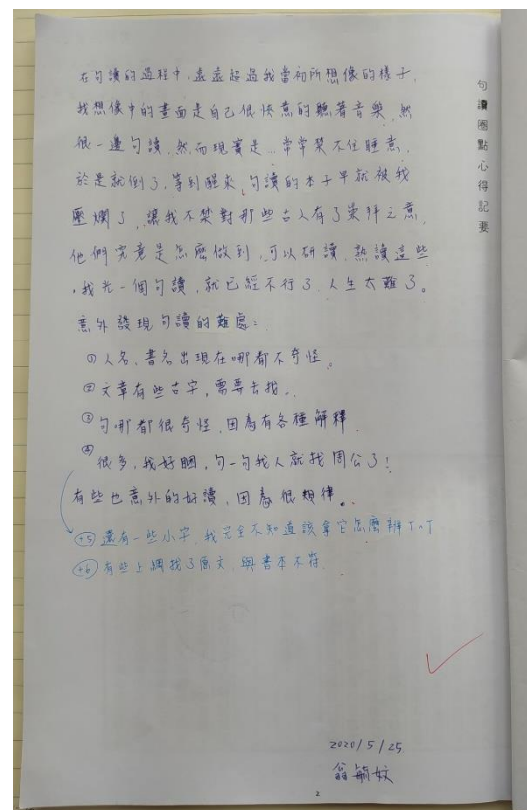 句讀圈點心得記要
在句讀的過程中,遠遠超過我當初所想像的樣子,
我想像中的畫面是自己很快意的聽著音樂,然
很一邊句讀,然而現實是…常常禁不住睡意,
於是就倒了,等到醒來,句讀的本子早就被我
壓爛了,讓我不禁對那些古人有了崇拜之意,
他們究竟是怎麼做到,可以研讀、熟讀這些
,我光一個句讀,就已經不行了,人生太難了。
意外發現句讀的難處:
①人名、書名出現在哪都不奇怪。
②文章有些古字,需要去找。
③句哪都很奇怪,因為有各種解釋
④很多,我好睏,句一句我人就找周公了!
有些也意外的好讀,因為很規律。
+5 還有一些小字,我完全不知道該拿它怎麼辦T^T
+6 有些上網找了原文,與書本不符
2020/5/25
翁毓姣
2